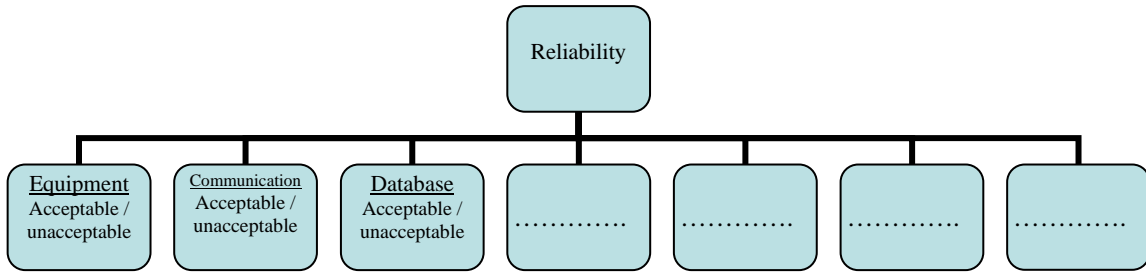 Reliability
Equipment
Acceptable /
unacceptable
Communication
Acceptable /
unacceptable
Database
Acceptable /
unacceptable
………….
………….
………….
………….